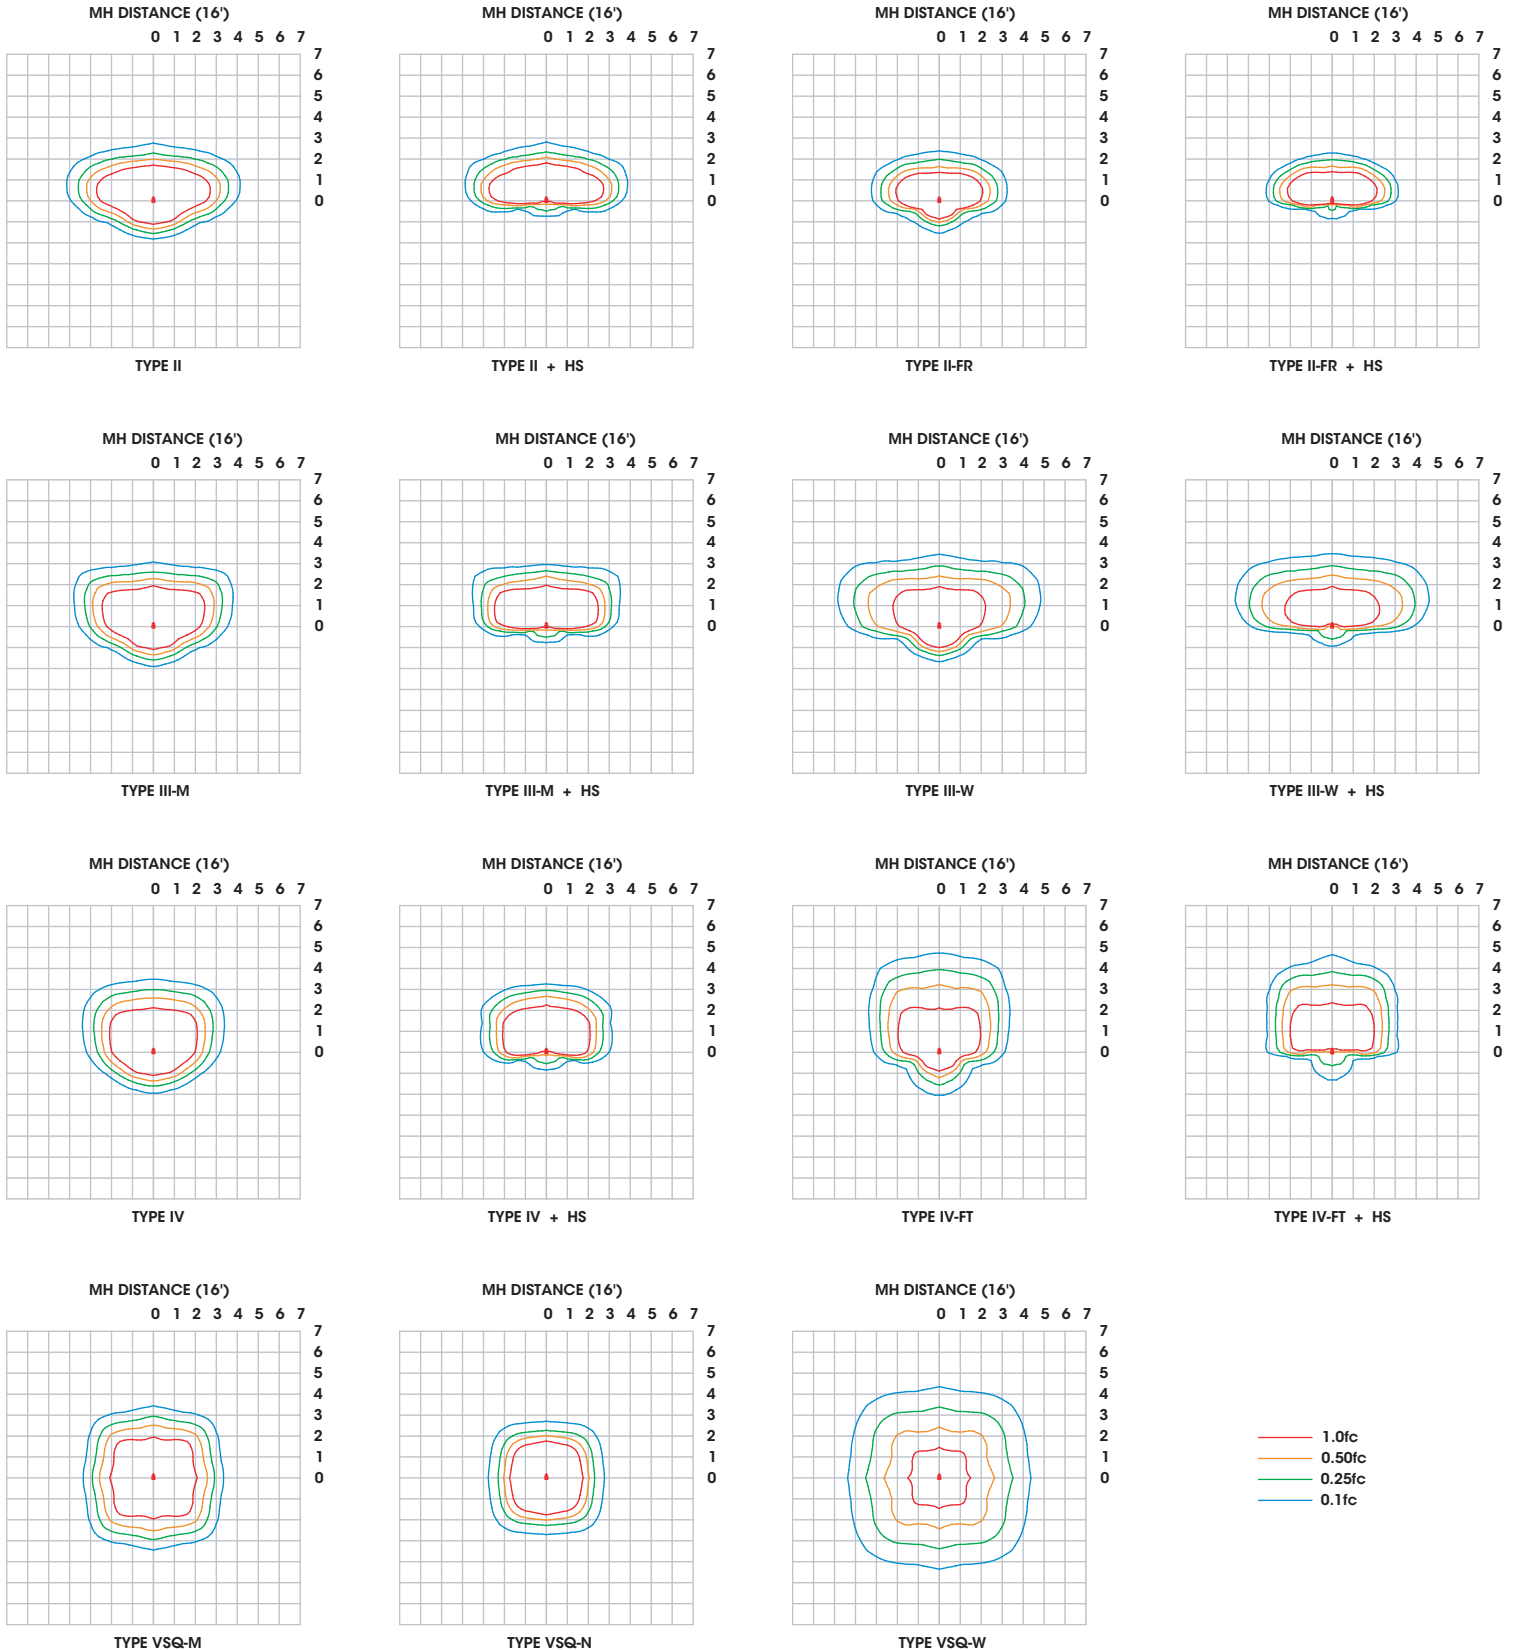 MH DISTANCE (16') MH DISTANCE (16') MH DISTANCE (16') MH DISTANCE (16')
0 1 2 3 4 5 6 7 0 1 2 3 4 5 6 7 0 1 2 3 4 5 6 7 0 1 2 3 4 5 6 7
7 7 7 7
6 6 6 6
5 5 5 5
4 4 4 4
3 3 3 3
2 2 2 2
1 1 1 1
0 0 0 0
TYPE II TYPE II + HS TYPE II-FR TYPE II-FR + HS
MH DISTANCE (16') MH DISTANCE (16') MH DISTANCE (16') MH DISTANCE (16')
0 1 2 3 4 5 6 7 0 1 2 3 4 5 6 7 0 1 2 3 4 5 6 7 0 1 2 3 4 5 6 7
7 7 7 7
6 6 6 6
5 5 5 5
4 4 4 4
3 3 3 3
2 2 2 2
1 1 1 1
0 0 0 0
TYPE III-M TYPE III-M + HS TYPE III-W TYPE III-W + HS
MH DISTANCE (16') MH DISTANCE (16') MH DISTANCE (16') MH DISTANCE (16')
0 1 2 3 4 5 6 7 0 1 2 3 4 5 6 7 0 1 2 3 4 5 6 7 0 1 2 3 4 5 6 7
7 7 7 7
6 6 6 6
5 5 5 5
4 4 4 4
3 3 3 3
2 2 2 2
1 1 1 1
0 0 0 0
TYPE IV TYPE IV + HS TYPE IV-FT TYPE IV-FT + HS
MH DISTANCE (16') MH DISTANCE (16') MH DISTANCE (16')
0 1 2 3 4 5 6 7 0 1 2 3 4 5 6 7 0 1 2 3 4 5 6 7
7 7 7
6 6 6
5 5 5
4 4 4
3 3 3
2 2 2
1 1 1
0 0 0
1.0fc
0.50fc
0.25fc
0.1fc
TYPE VSQ-M TYPE VSQ-N TYPE VSQ-W